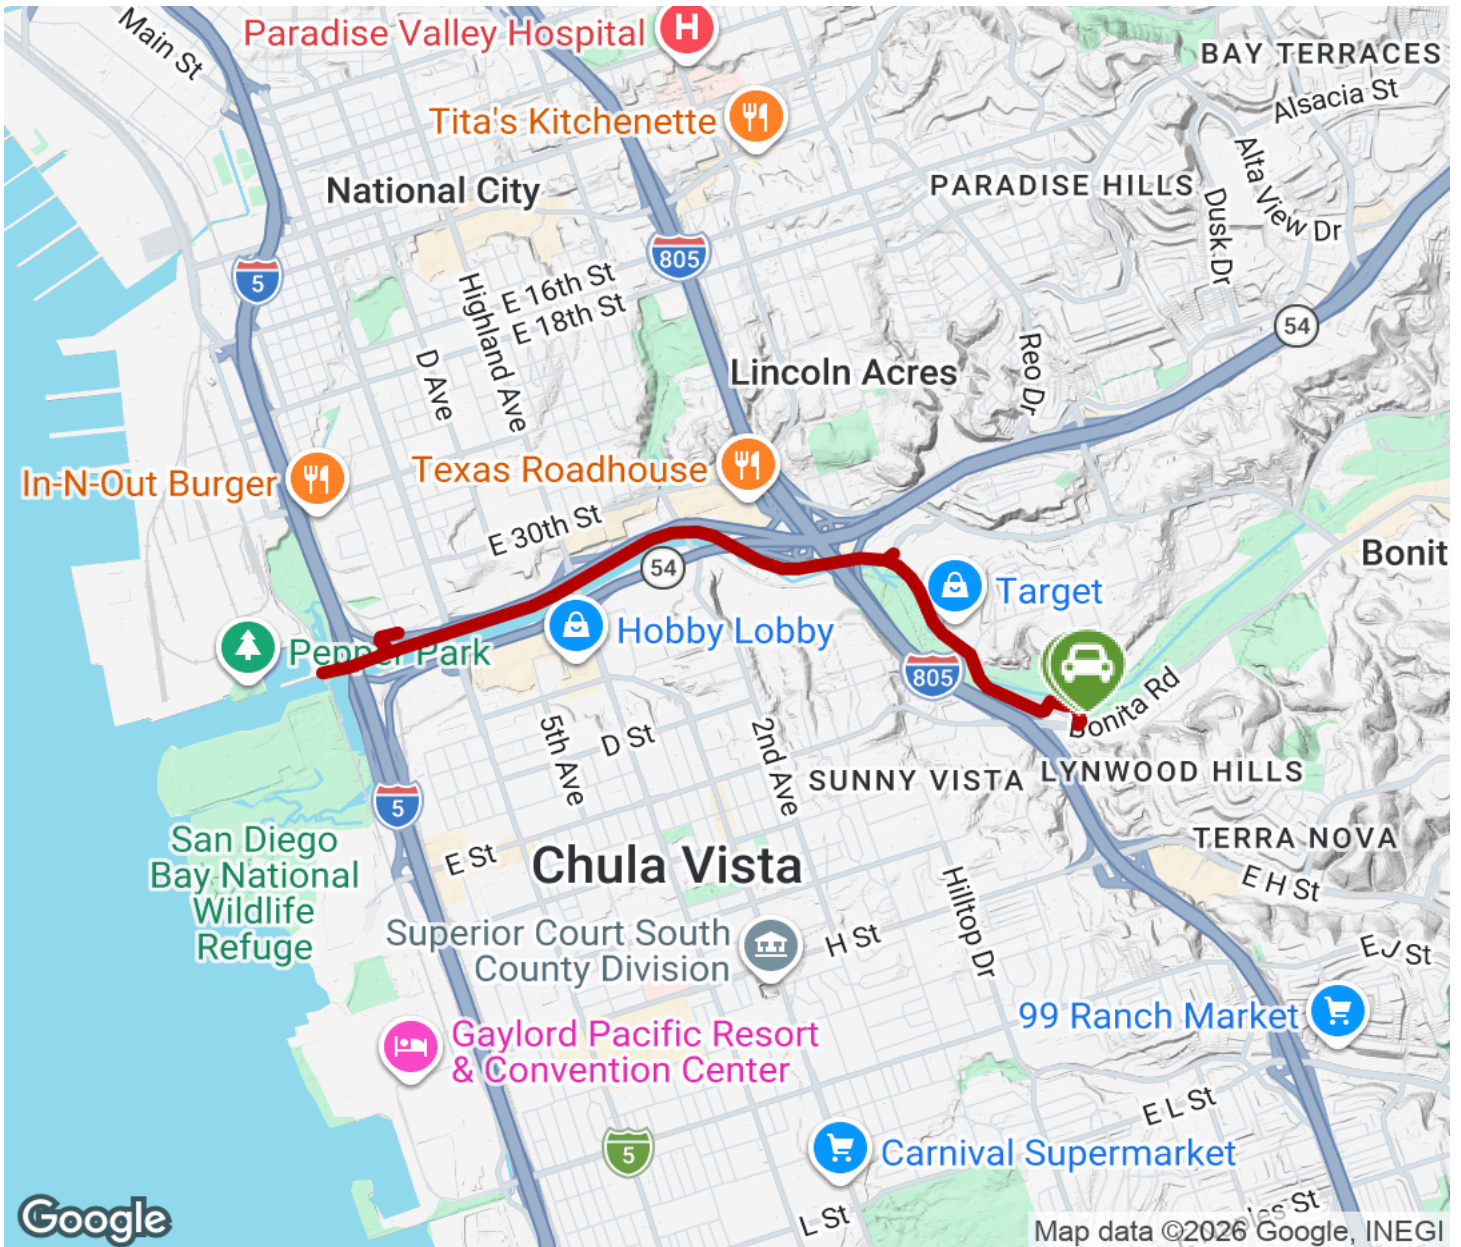 Main St
Paradise Valley Hospital
H
BAY TERRACES
Alsacia St
Tita's Kitchenette
Alta View Dr
National City
PARADISE HILLS
Dusk Dr
805
5
E 16th St
E 18th St
Highland Ave
54
D Ave
Lincoln Acres
Reo Dr
In-N-Out Burger
Texas Roadhouse
E 30th St
54
Bonit
Target
Hobby Lobby
Pepper Park
805
Bonita Rd
5th Ave
D St
2nd Ave
SUNNY VISTA
LYNWOOD HILLS
5
San Diego
Bay National
Wildlife
Refuge
E St
Chula Vista
TERRA NOVA
E H St
Hilltop Dr
Superior Court South
County Division
H St
E J St
99 Ranch Market
Gaylord Pacific Resort
& Convention Center
E L St
5
Carnival Supermarket
L St
Google
Map data ©2026 Google, INEGI